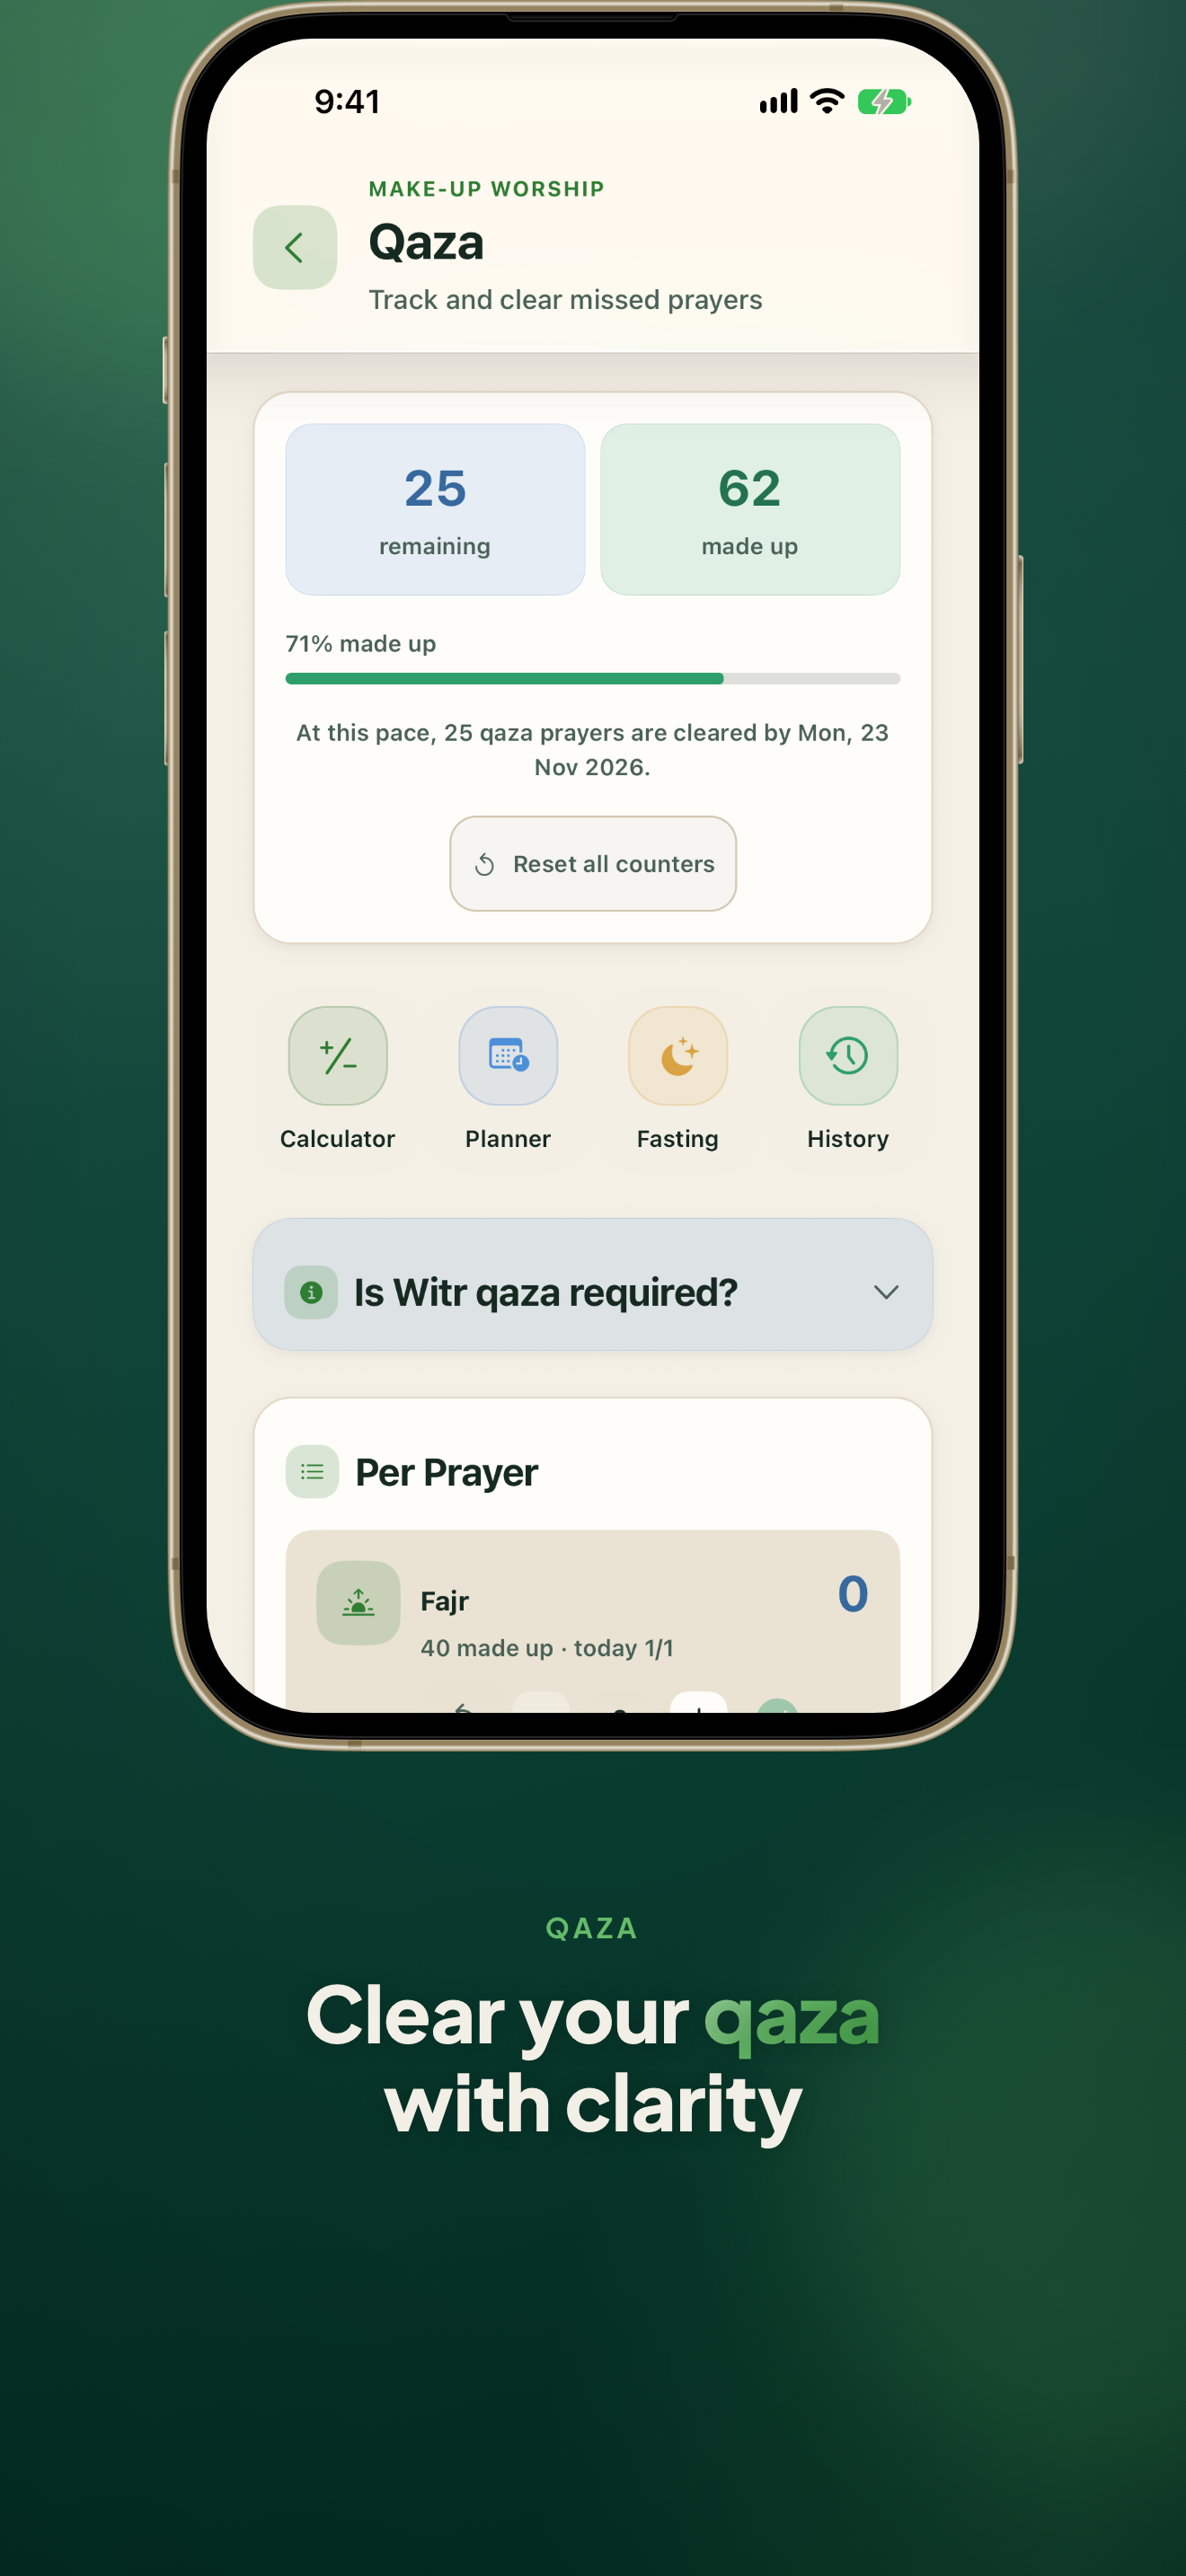 9:41
MAKE-UP WORSHIP
Qaza
Track and clear missed prayers
25
remaining
62
made up
71% made up
At this pace, 25 qaza prayers are cleared by Mon, 23
Nov 2026.
Reset all counters
Calculator
Planner
Fasting
History
Is Witr qaza required?
Per Prayer
Fajr
0
40 made up · today 1/1
QAZA
Clear your qaza
with clarity